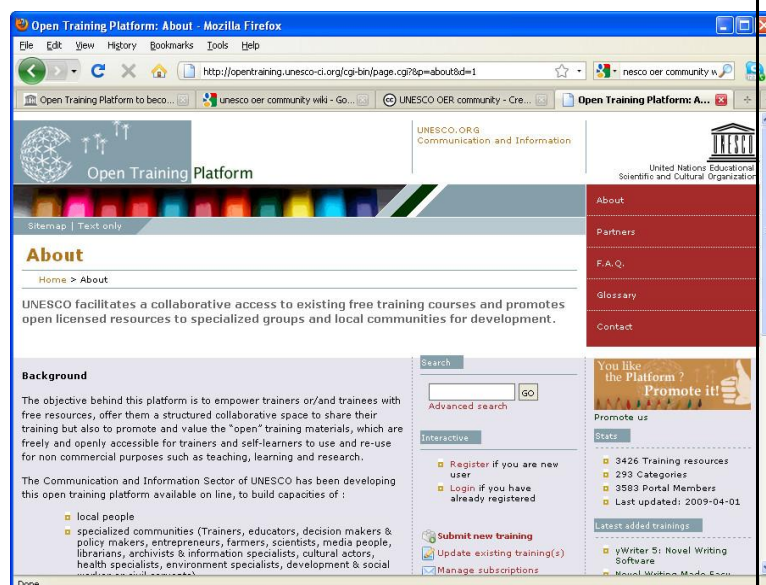 Open Training Platform: About - Mozilla Firefox
File Edit View History Bookmarks Tools Help
http://opentraining.unesco-ci.org/cgi-bin/page.cgi?&p=about&d=1
nesco oer community w
Open Training Platform to beco...
unesco oer community wiki - Go...
UNESCO OER community - Cre...
Open Training Platform: A...
Open Training Platform
UNESCO.ORG
Communication and Information
UNESCO
United Nations Educational
Scientific and Cultural Organization
Sitemap | Text only
About
Partners
F.A.Q.
Glossary
Contact
About
Home > About
UNESCO facilitates a collaborative access to existing free training courses and promotes
open licensed resources to specialized groups and local communities for development.
Background
The objective behind this platform is to empower trainers or/and trainees with
free resources, offer them a structured collaborative space to share their
training but also to promote and value the “open” training materials, which are
freely and openly accessible for trainers and self-learners to use and re-use
for non commercial purposes such as teaching, learning and research.
The Communication and Information Sector of UNESCO has been developing
this open training platform available on line, to build capacities of :
local people
specialized communities (Trainers, educators, decision makers &
policy makers, entrepreneurs, farmers, scientists, media people,
librarians, archivists & information specialists, cultural actors,
health specialists, environment specialists, development & social
worker or civil servants)
Search
GO
Advanced search
Interactive
Register if you are new
user
Login if you have
already registered
Submit new training
Update existing training(s)
Manage subscriptions
You like
the Platform ?
Promote it!
Promote us
Stats
3426 Training resources
293 Categories
3583 Portal Members
Last updated: 2009-04-01
Latest added trainings
yWriter 5: Novel Writing
Software
Novel Writing Made Easy
Done